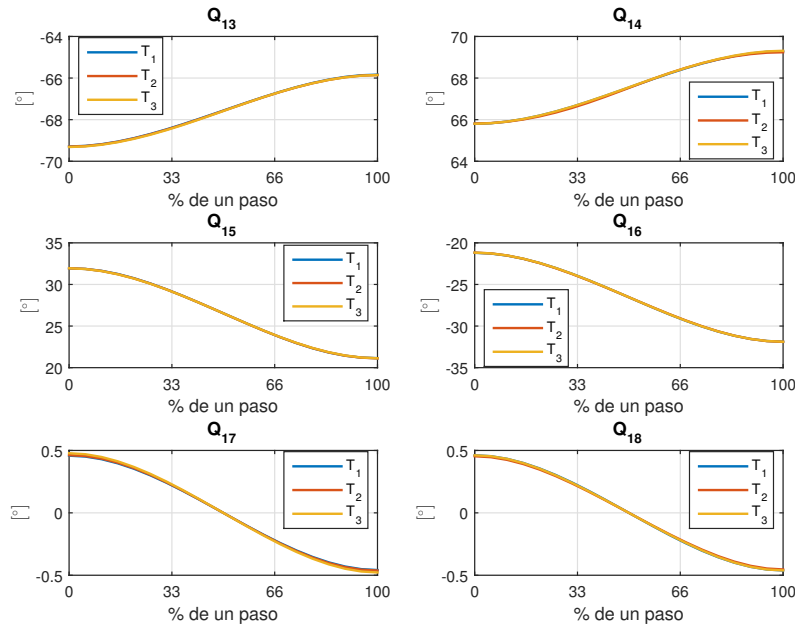 Q13
-64
-66
-68
-70
[°]
T1
T2
T3
0 33 66 100
% de un paso
Q14
70
68
66
64
[°]
T1
T2
T3
0 33 66 100
% de un paso
Q15
35
30
25
20
[°]
T1
T2
T3
0 33 66 100
% de un paso
Q16
-20
-25
-30
-35
[°]
T1
T2
T3
0 33 66 100
% de un paso
Q17
0.5
0
-0.5
[°]
T1
T2
T3
0 33 66 100
% de un paso
Q18
0.5
0
-0.5
[°]
T1
T2
T3
0 33 66 100
% de un paso